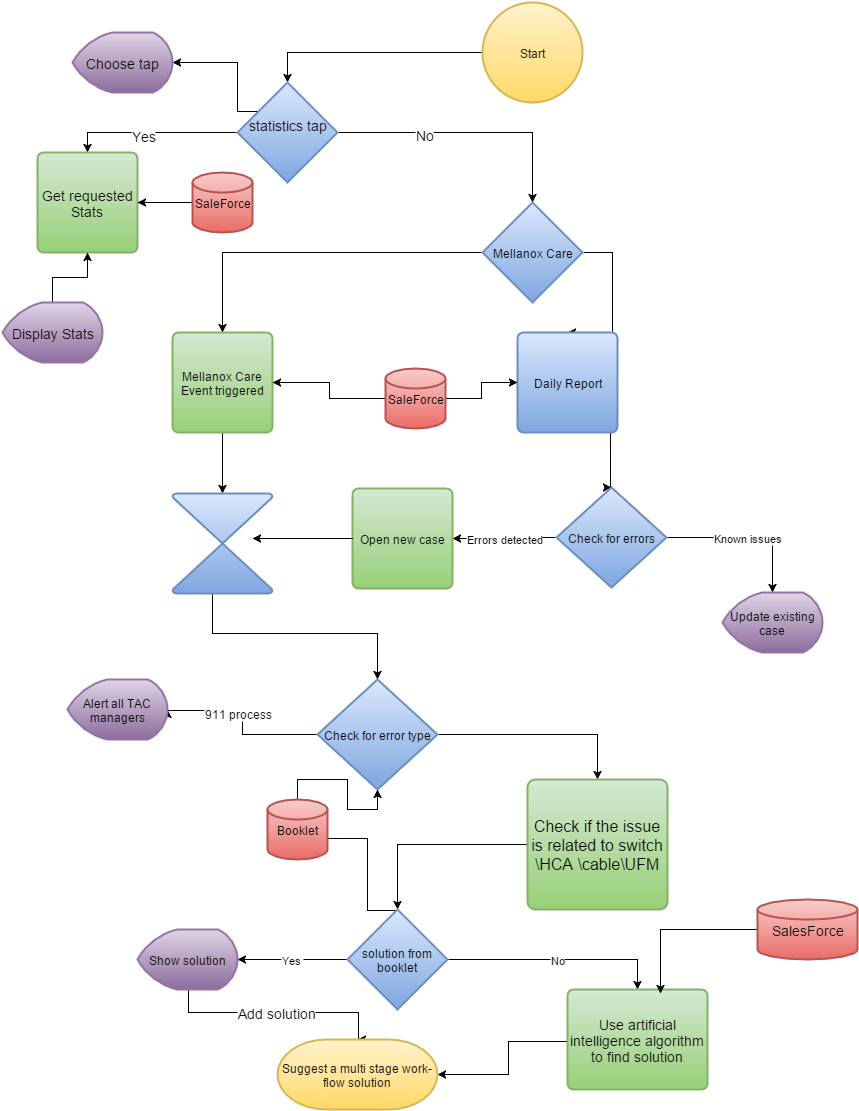 Start
Choose tap
statistics tap
Yes
No
Get requested
Stats
SaleForce
Mellanox Care
Display Stats
Mellanox Care
Event triggered
SaleForce
Daily Report
Open new case
Errors detected
Check for errors
Known issues
Update existing
case
Alert all TAC
managers
911 process
Check for error type
Booklet
Check if the issue
is related to switch
\HCA \cable\UFM
SalesForce
Show solution
Yes
solution from
booklet
No
Add solution
Use artificial
intelligence algorithm
to find solution
Suggest a multi stage work-
flow solution